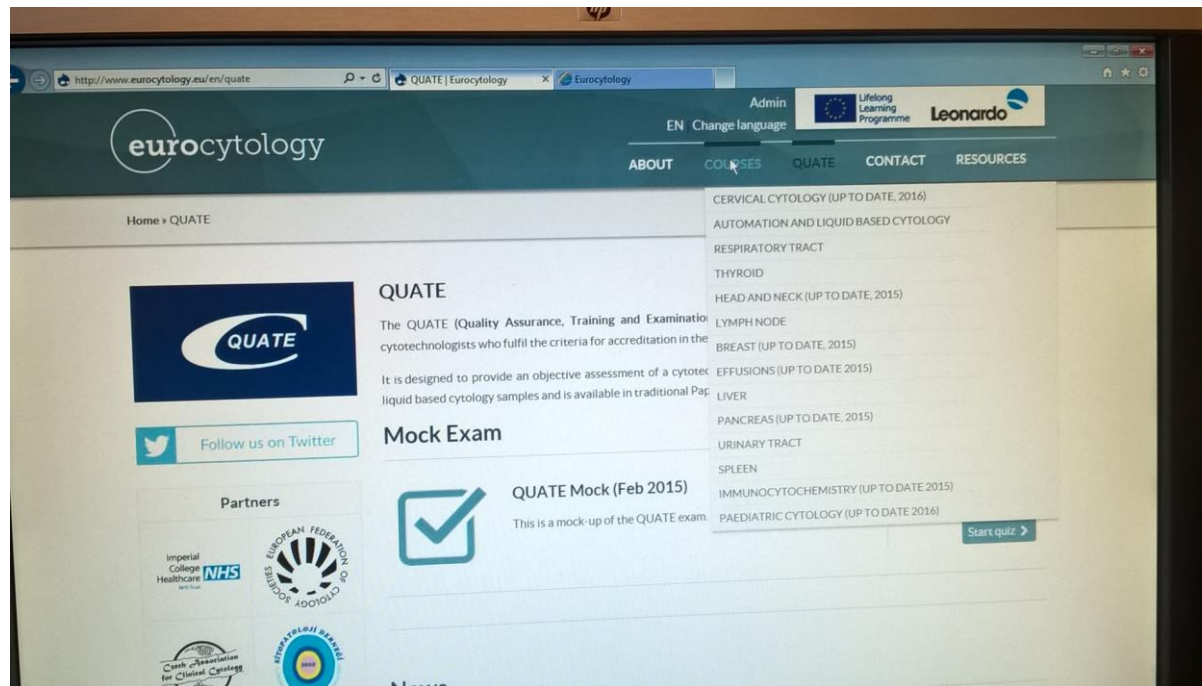 hp
http://www.eurocytology.eu/en/quate
QUATE | Eurocytology
Eurocytology
Admin
EN | Change language
Lifelong
Learning
Programme
Leonardo
eurocytology
ABOUT
COURSES
QUATE
CONTACT
RESOURCES
Home » QUATE
CERVICAL CYTOLOGY (UP TO DATE, 2016)
AUTOMATION AND LIQUID BASED CYTOLOGY
RESPIRATORY TRACT
THYROID
HEAD AND NECK (UP TO DATE, 2015)
LYMPH NODE
BREAST (UP TO DATE, 2015)
EFFUSIONS (UP TO DATE 2015)
LIVER
PANCREAS (UP TO DATE, 2015)
URINARY TRACT
SPLEEN
IMMUNOCYTOCHEMISTRY (UP TO DATE 2015)
PAEDIATRIC CYTOLOGY (UP TO DATE 2016)
QUATE
QUATE
The QUATE (Quality Assurance, Training and Examinatio
cytotechnologists who fulfil the criteria for accreditation in the
It is designed to provide an objective assessment of a cytotec
liquid based cytology samples and is available in traditional Pap
Follow us on Twitter
Mock Exam
QUATE Mock (Feb 2015)
This is a mock-up of the QUATE exam.
Start quiz
Partners
Imperial
College
Healthcare NHS
EUROPEAN FEDERATION
OF CYTOLOGY SOCIETIES
Czech Association
for Clinical Cytology